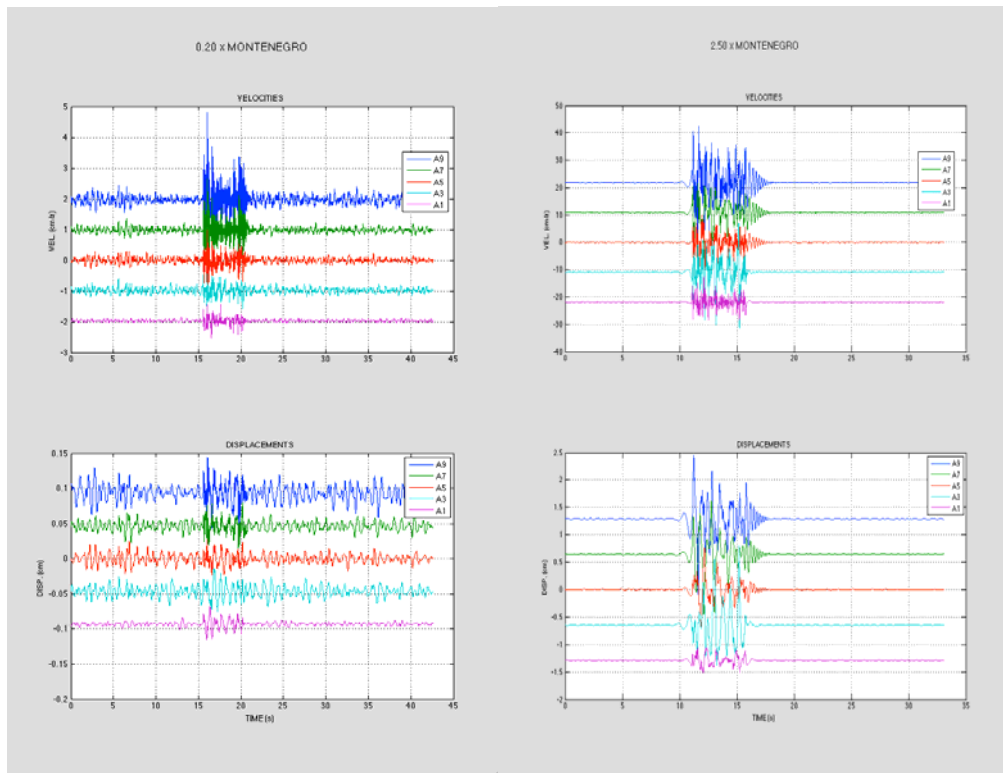 0.20 x MONTENEGRO
VELOCITIES
5
4
3
2
1
0
-1
-2
-3
VEL. (cm/s)
A9
A7
A5
A3
A1
0 5 10 15 20 25 30 35 40 45
DISPLACEMENTS
0.15
0.1
0.05
0
-0.05
-0.1
-0.15
-0.2
DISP. (cm)
A9
A7
A5
A3
A1
0 5 10 15 20 25 30 35 40 45
TIME (s)
2.50 x MONTENEGRO
VELOCITIES
50
40
30
20
10
0
-10
-20
-30
-40
VEL. (cm/s)
A9
A7
A5
A3
A1
0 5 10 15 20 25 30 35
DISPLACEMENTS
2.5
2
1.5
1
0.5
0
-0.5
-1
-1.5
-2
DISP. (cm)
A9
A7
A5
A3
A1
0 5 10 15 20 25 30 35
TIME (s)